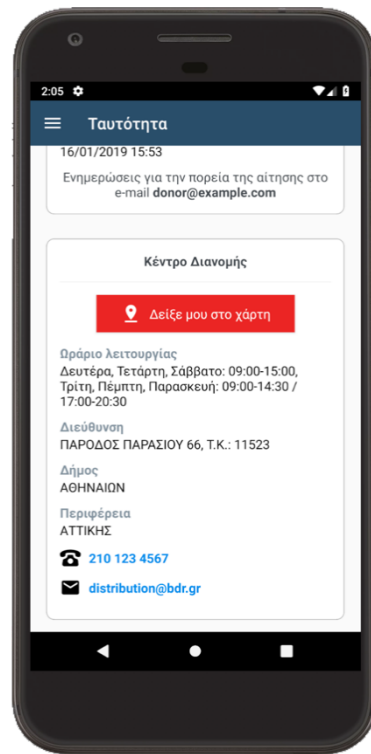 2:05
Ταυτότητα
16/01/2019 15:53
Ενημερώσεις για την πορεία της αίτησης στο
e-mail donor@example.com
Κέντρο Διανομής
Δείξε μου στο χάρτη
Ωράριο λειτουργίας
Δευτέρα, Τετάρτη, Σάββατο: 09:00-15:00,
Τρίτη, Πέμπτη, Παρασκευή: 09:00-14:30 /
17:00-20:30
Διεύθυνση
ΠΑΡΟΔΟΣ ΠΑΡΑΣΙΟΥ 66, Τ.Κ.: 11523
Δήμος
ΑΘΗΝΑΙΩΝ
Περιφέρεια
ΑΤΤΙΚΗΣ
210 123 4567
distribution@bdr.gr